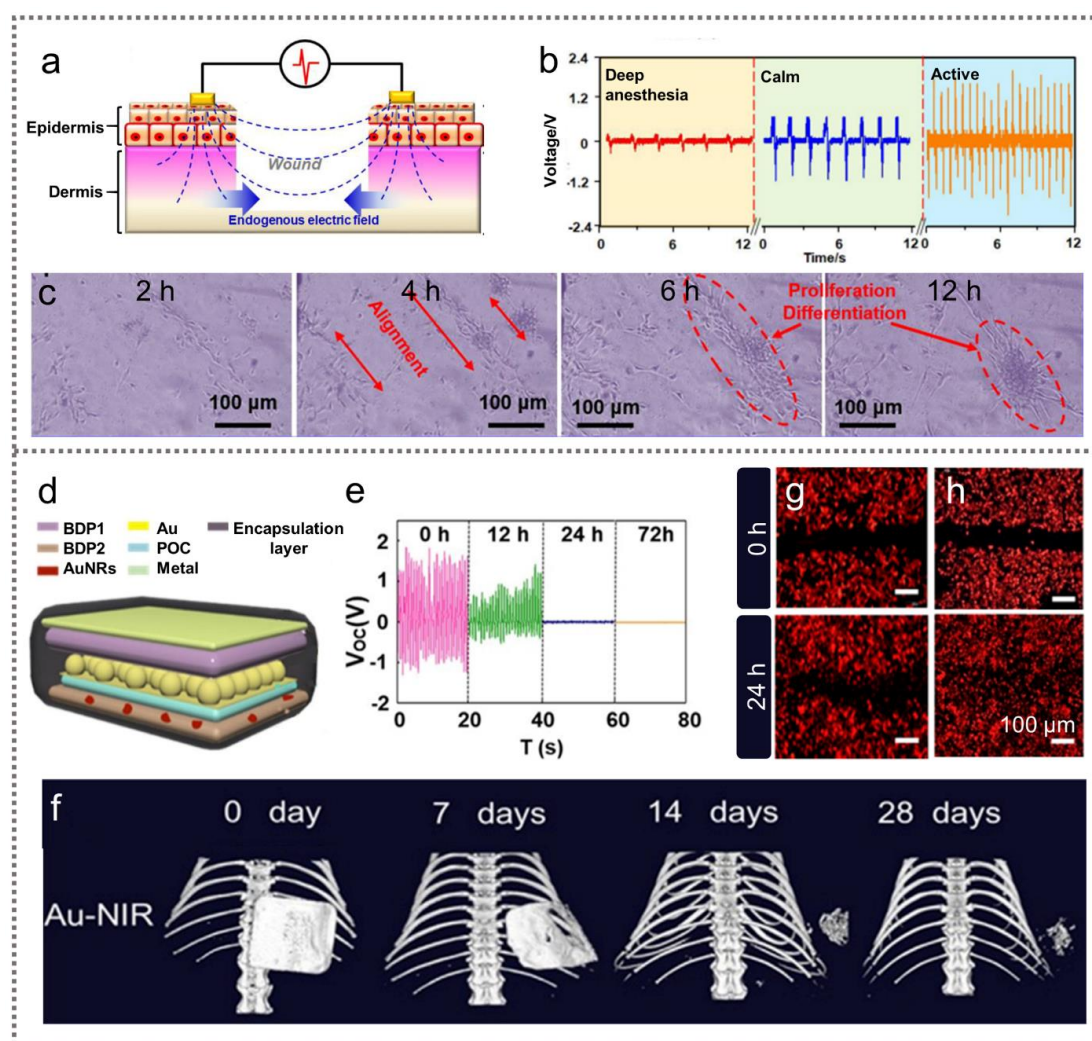 a
Epidermis
Dermis
Wound
Endogenous electric field
b
Deep
anesthesia
Calm
Active
Voltage/V
2.4
1.2
0
-1.2
-2.4
0 6 12 0 6 12 0 6 12
Time/s
c
2 h
4 h
6 h
12 h
Alignment
Proliferation
Differentiation
100 µm
100 µm
100 µm
100 µm
d
BDP1
Au
Encapsulation
layer
BDP2
POC
AuNRs
Metal
e
0 h 12 h 24 h 72h
Voc(V)
2
1
0
-1
-2
0 20 40 60 80
T (s)
g
h
0 h
24 h
100 µm
f
0 day
7 days
14 days
28 days
Au-NIR